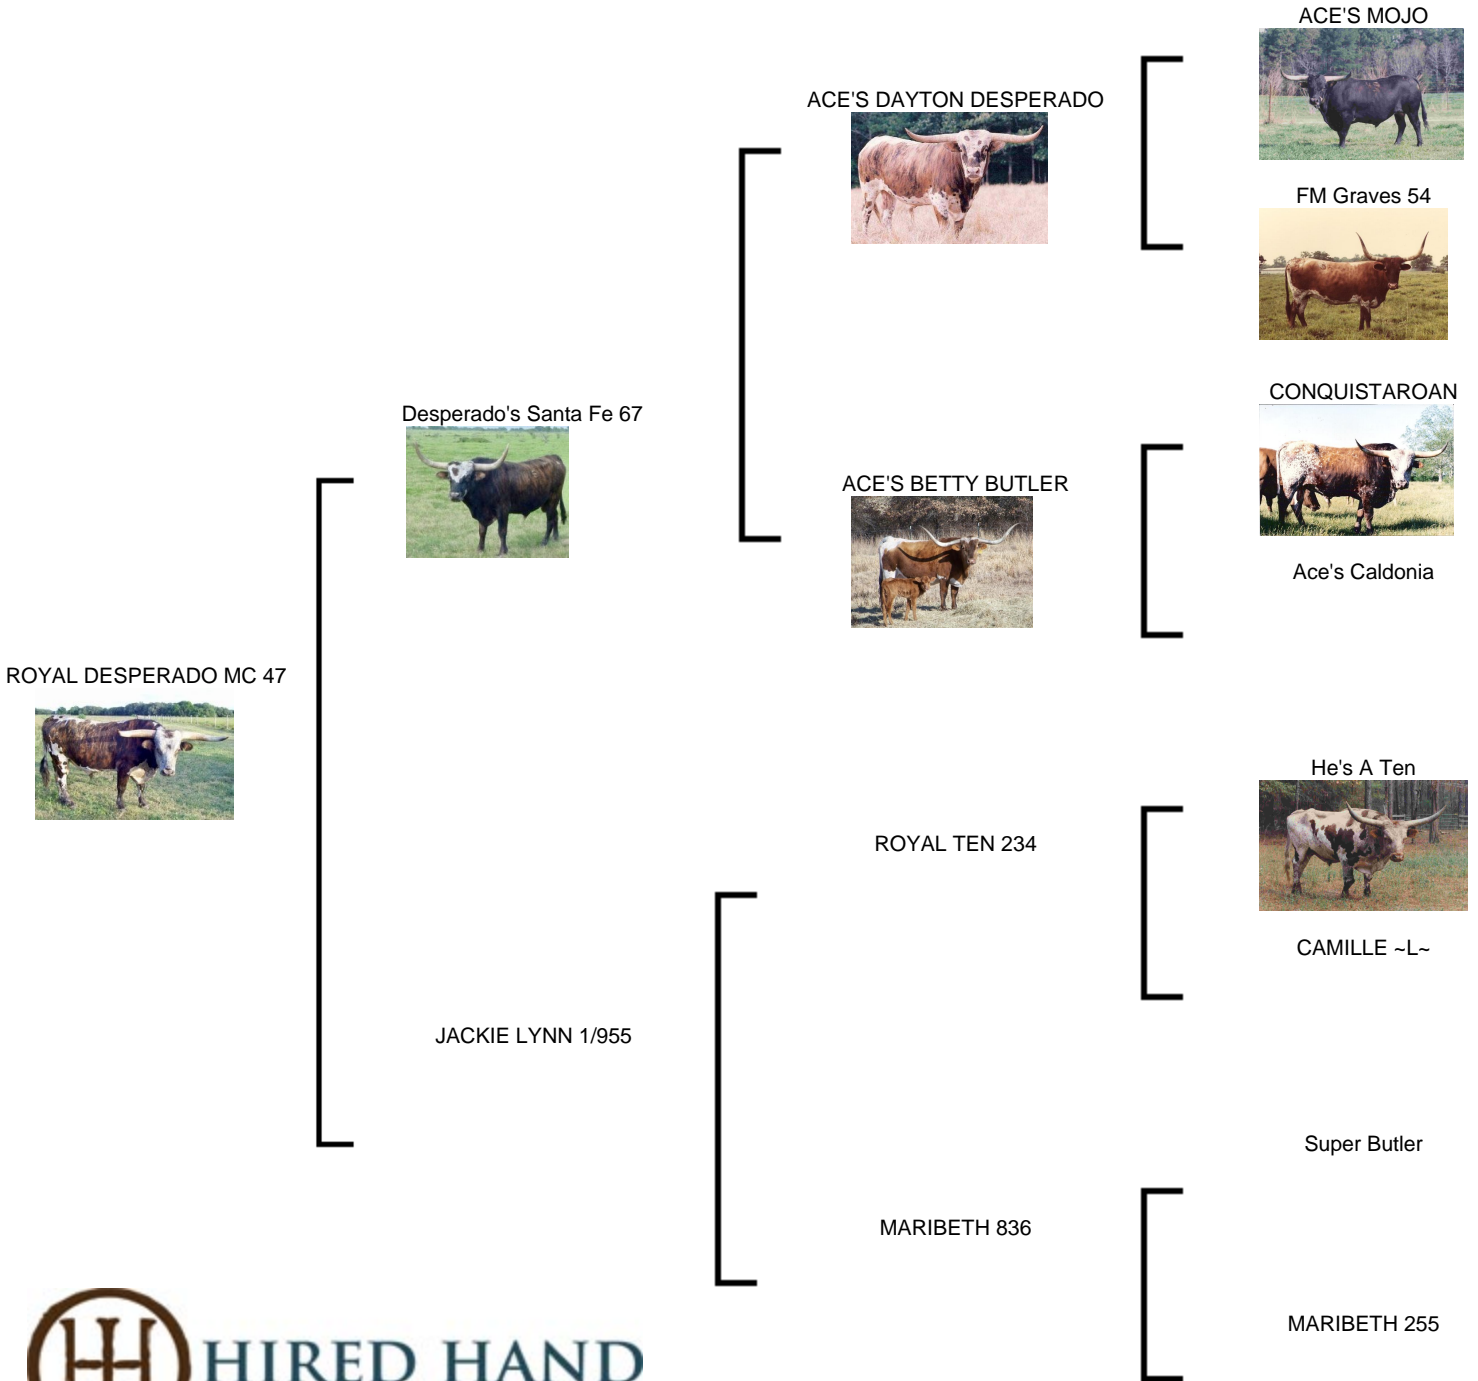 ACE'S MOJO
ACE'S DAYTON DESPERADO
FM Graves 54
Desperado's Santa Fe 67
CONQUISTAROAN
ACE'S BETTY BUTLER
Ace's Caldonia
ROYAL DESPERADO MC 47
He's A Ten
ROYAL TEN 234
CAMILLE ~L~
JACKIE LYNN 1/955
Super Butler
MARIBETH 836
MARIBETH 255
HIRED HAND